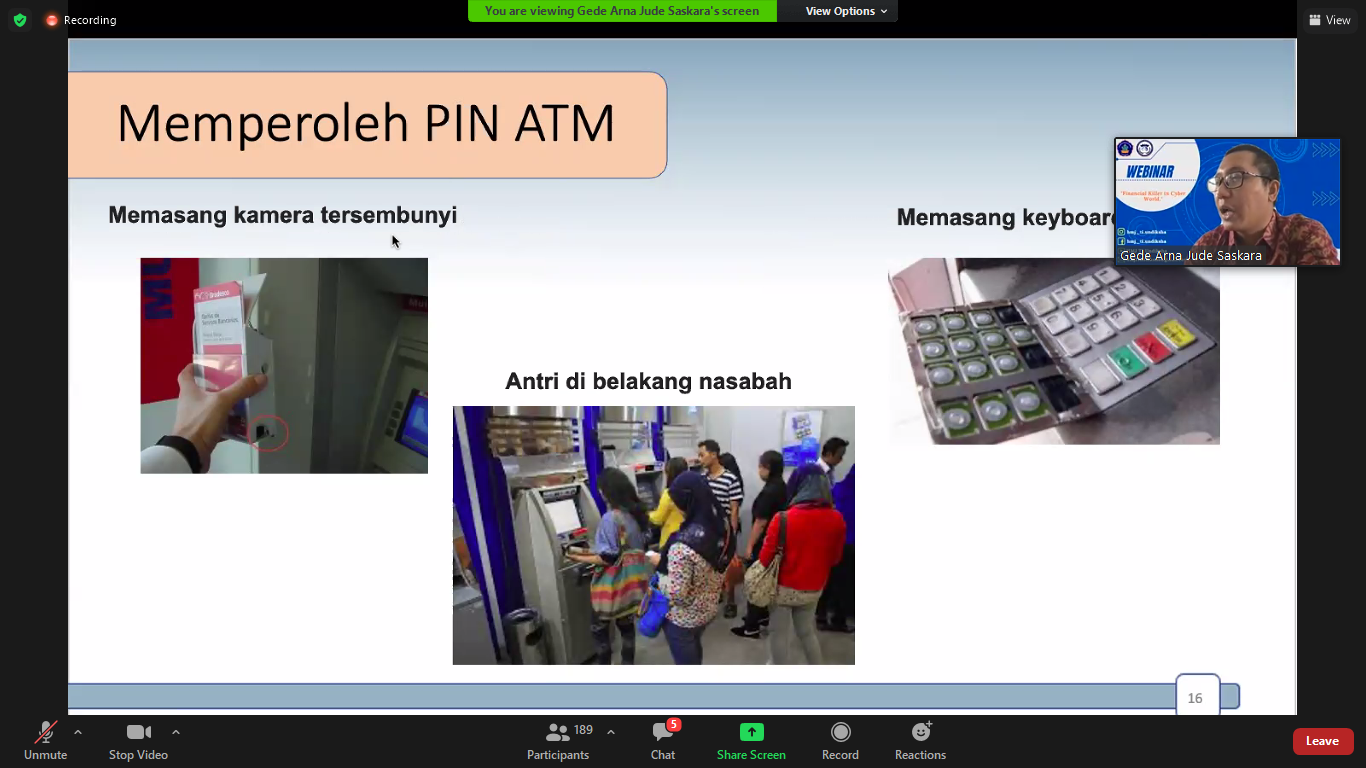 Recording
You are viewing Gede Arna Jude Saskara's screen
View Options
View
Memperoleh PIN ATM
Memasang kamera tersembunyi
Memasang keyboard
WEBINAR
"Financial Killer in Cyber
World."
Gede Arna Jude Saskara
Antri di belakang nasabah
16
Unmute
Stop Video
189
Participants
5
Chat
Share Screen
Record
Reactions
Leave